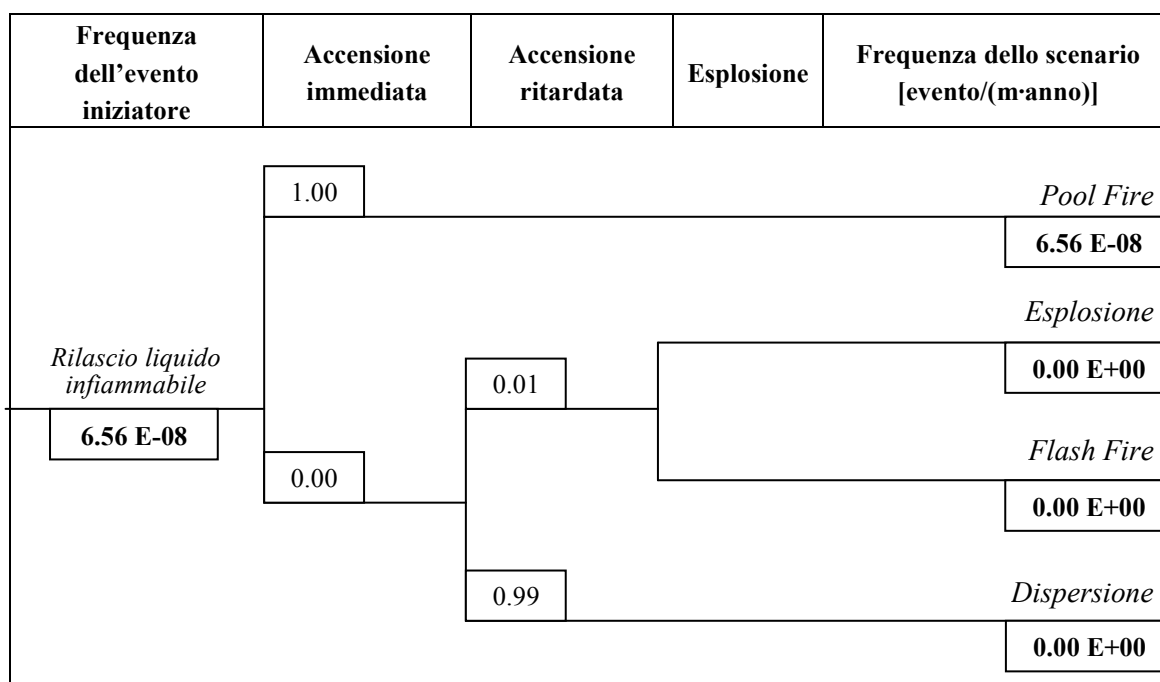 Frequenza
dell’evento
iniziatore
Accensione
immediata
Accensione
ritardata
Esplosione
Frequenza dello scenario
[evento/(m·anno)]
1.00
Pool Fire
6.56 E-08
Esplosione
Rilascio liquido
infiammabile
0.01
0.00 E+00
6.56 E-08
0.00
Flash Fire
0.00 E+00
0.99
Dispersione
0.00 E+00